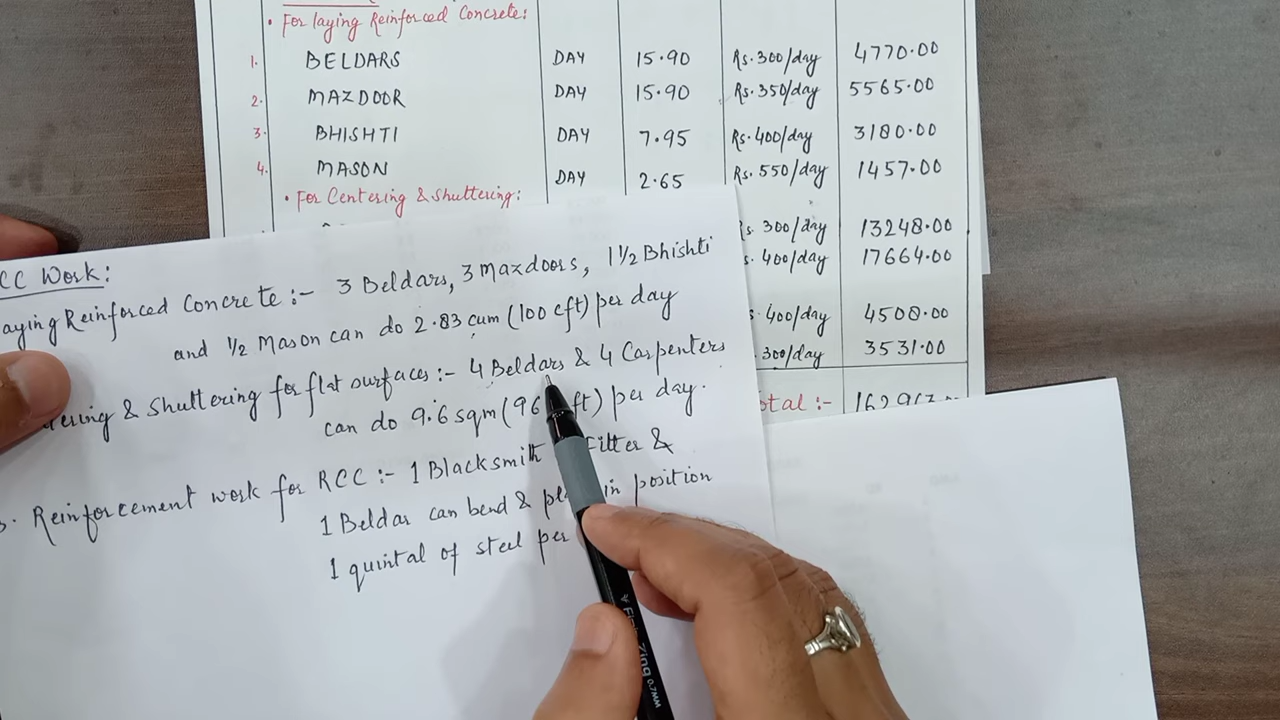 • For laying Reinforced Concrete:
1. BELDARS DAY 15.90 Rs. 300/day 4770.00
2. MAZDOOR DAY 15.90 Rs. 350/day 5565.00
3. BHISHTI DAY 7.95 Rs. 400/day 3180.00
4. MASON DAY 2.65 Rs. 550/day 1457.00
• For Centering & Shuttering:
. 300/day 13248.00
. 400/day 17664.00
. 400/day 4508.00
300/day 3531.00
otal :-
CC Work:
aying Reinforced Concrete :- 3 Beldars, 3 Mazdoors, 1 1/2 Bhishti
and 1/2 Mason can do 2.83 cum (100 cft) per day
ering & Shuttering for flat surfaces :- 4 Beldars & 4 Carpenters
can do 9.6 sqm (96 ft) per day.
3. Reinforcement work for RCC :- 1 Blacksmith Fitter &
1 Beldar can bend & in position
1 quintal of steel per
0.7MM